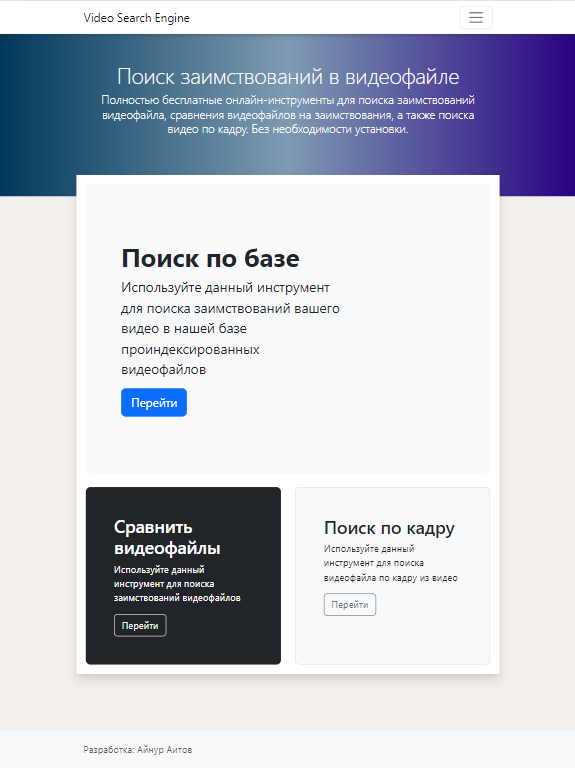 Video Search Engine
Поиск заимствований в видеофайле
Полностью бесплатные онлайн-инструменты для поиска заимствований
видеофайла, сравнения видеофайлов на заимствования, а также поиска
видео по кадру. Без необходимости установки.
Поиск по базе
Используйте данный инструмент
для поиска заимствований вашего
видео в нашей базе
проиндексированных
видеофайлов
Перейти
Сравнить
видеофайлы
Используйте данный
инструмент для поиска
заимствований видеофайлов
Перейти
Поиск по кадру
Используйте данный
инструмент для поиска
видеофайла по кадру из видео
Перейти
Разработка: Айнур Аитов